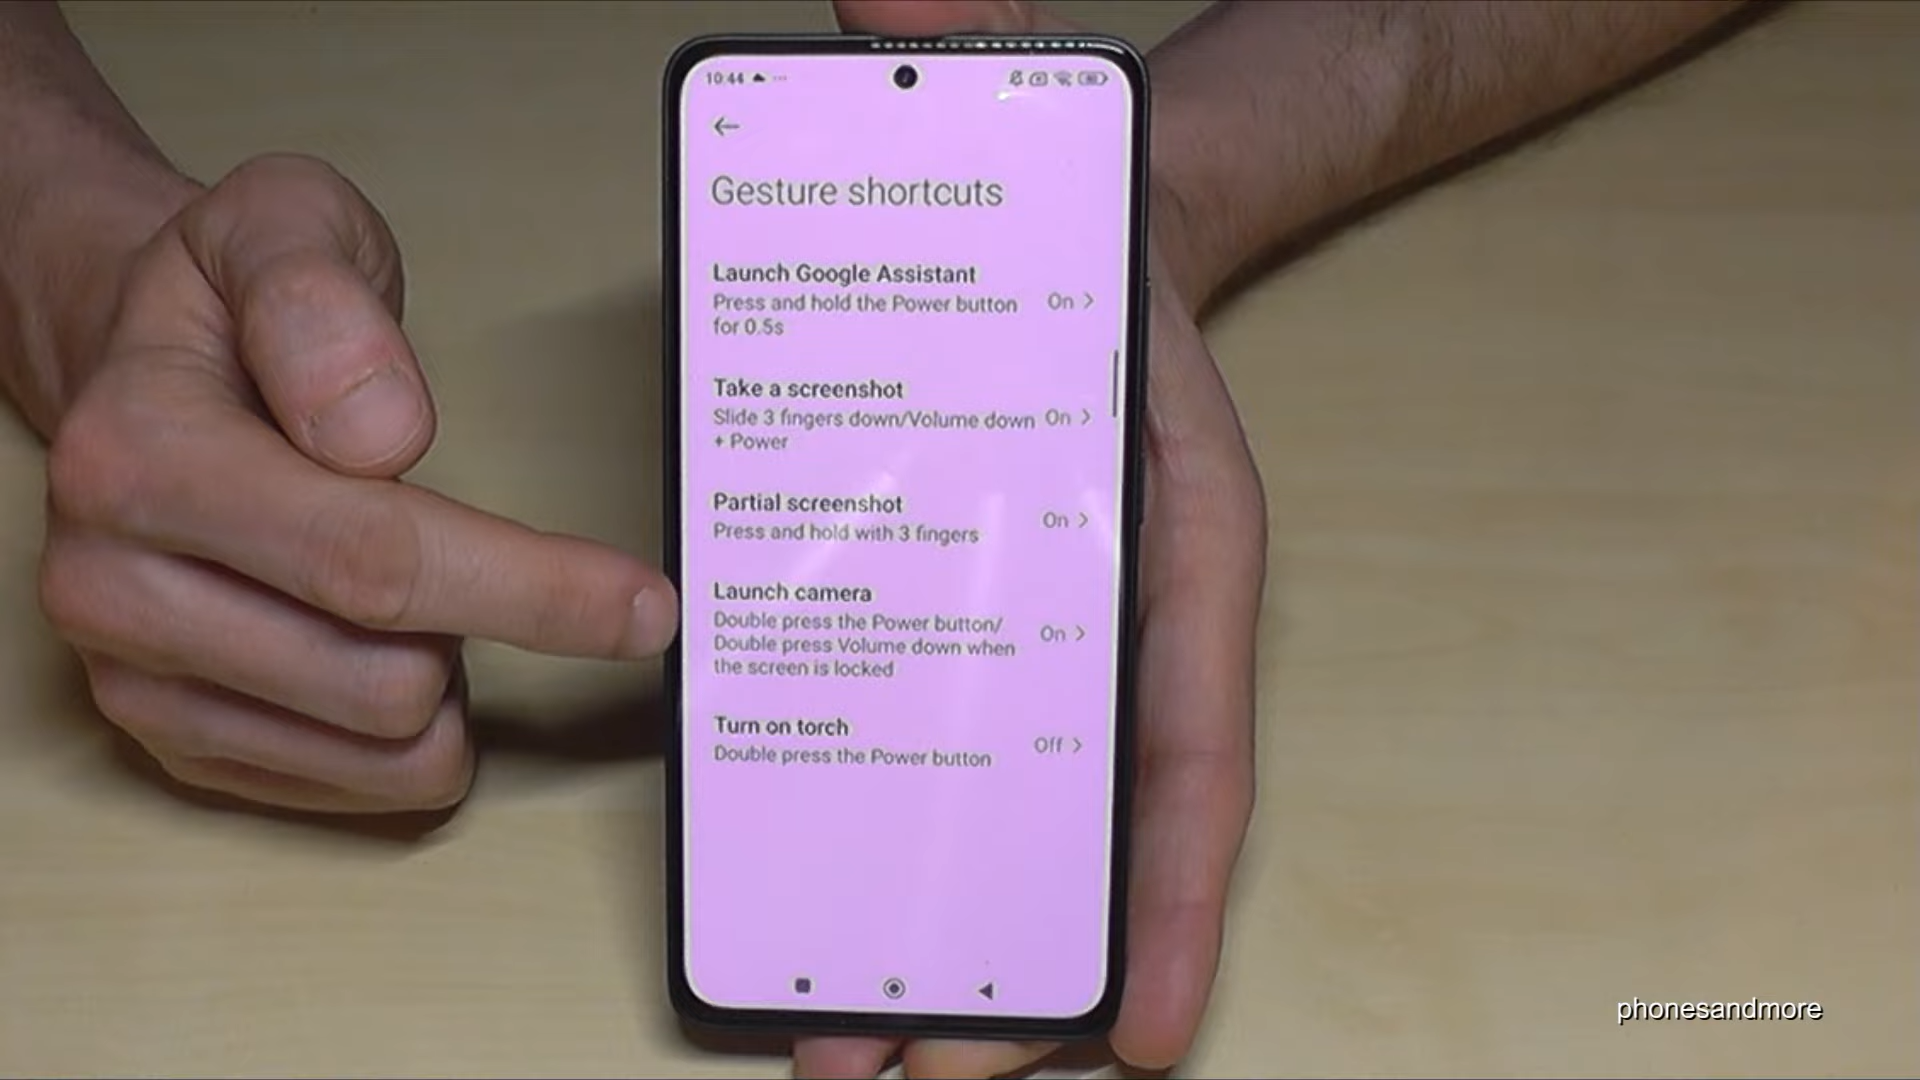 10:44
Gesture shortcuts
Launch Google Assistant
Press and hold the Power button
for 0.5s
On
Take a screenshot
Slide 3 fingers down/Volume down
+ Power
On
Partial screenshot
Press and hold with 3 fingers
On
Launch camera
Double press the Power button/
Double press Volume down when
the screen is locked
On
Turn on torch
Double press the Power button
Off
phonesandmore